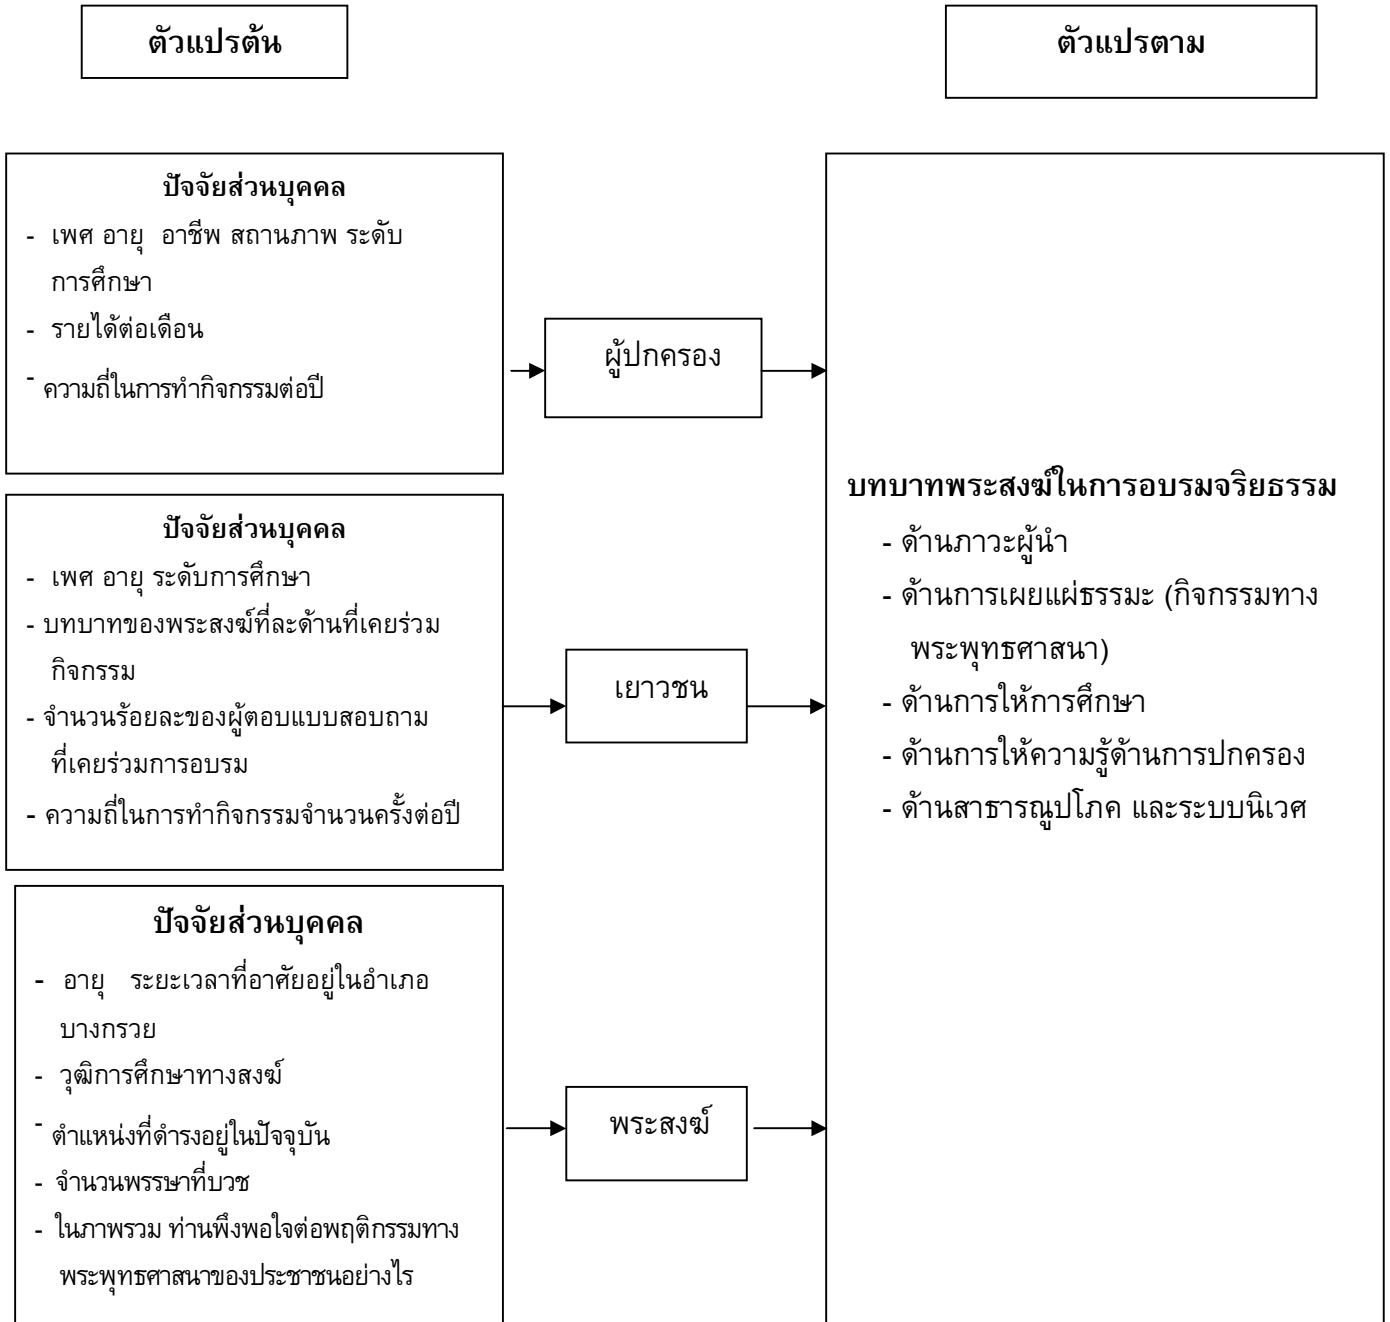 ตัวแปรต้น
ตัวแปรตาม
ปัจจัยส่วนบุคคล
- เพศ อายุ อาชีพ สถานภาพ ระดับ
การศึกษา
- รายได้ต่อเดือน
- ความถี่ในการทำกิจกรรมต่อปี
ผู้ปกครอง
ปัจจัยส่วนบุคคล
- เพศ อายุ ระดับการศึกษา
- บทบาทของพระสงฆ์ที่ละด้านที่เคยร่วม
กิจกรรม
- จำนวนร้อยละของผู้ตอบแบบสอบถาม
ที่เคยร่วมการอบรม
- ความถี่ในการทำกิจกรรมจำนวนครั้งต่อปี
เยาวชน
ปัจจัยส่วนบุคคล
- อายุ ระยะเวลาที่อาศัยอยู่ในอำเภอ
บางกรวย
- วุฒิการศึกษาทางสงฆ์
- ตำแหน่งที่ดำรงอยู่ในปัจจุบัน
- จำนวนพรรษาที่บวช
- ในภาพรวม ท่านพึงพอใจต่อพฤติกรรมทาง
พระพุทธศาสนาของประชาชนอย่างไร
พระสงฆ์
บทบาทพระสงฆ์ในการอบรมจริยธรรม
- ด้านภาวะผู้นำ
- ด้านการเผยแผ่ธรรมะ (กิจกรรมทาง
พระพุทธศาสนา)
- ด้านการให้การศึกษา
- ด้านการให้ความรู้ด้านการปกครอง
- ด้านสาธารณูปโภค และระบบนิเวศ